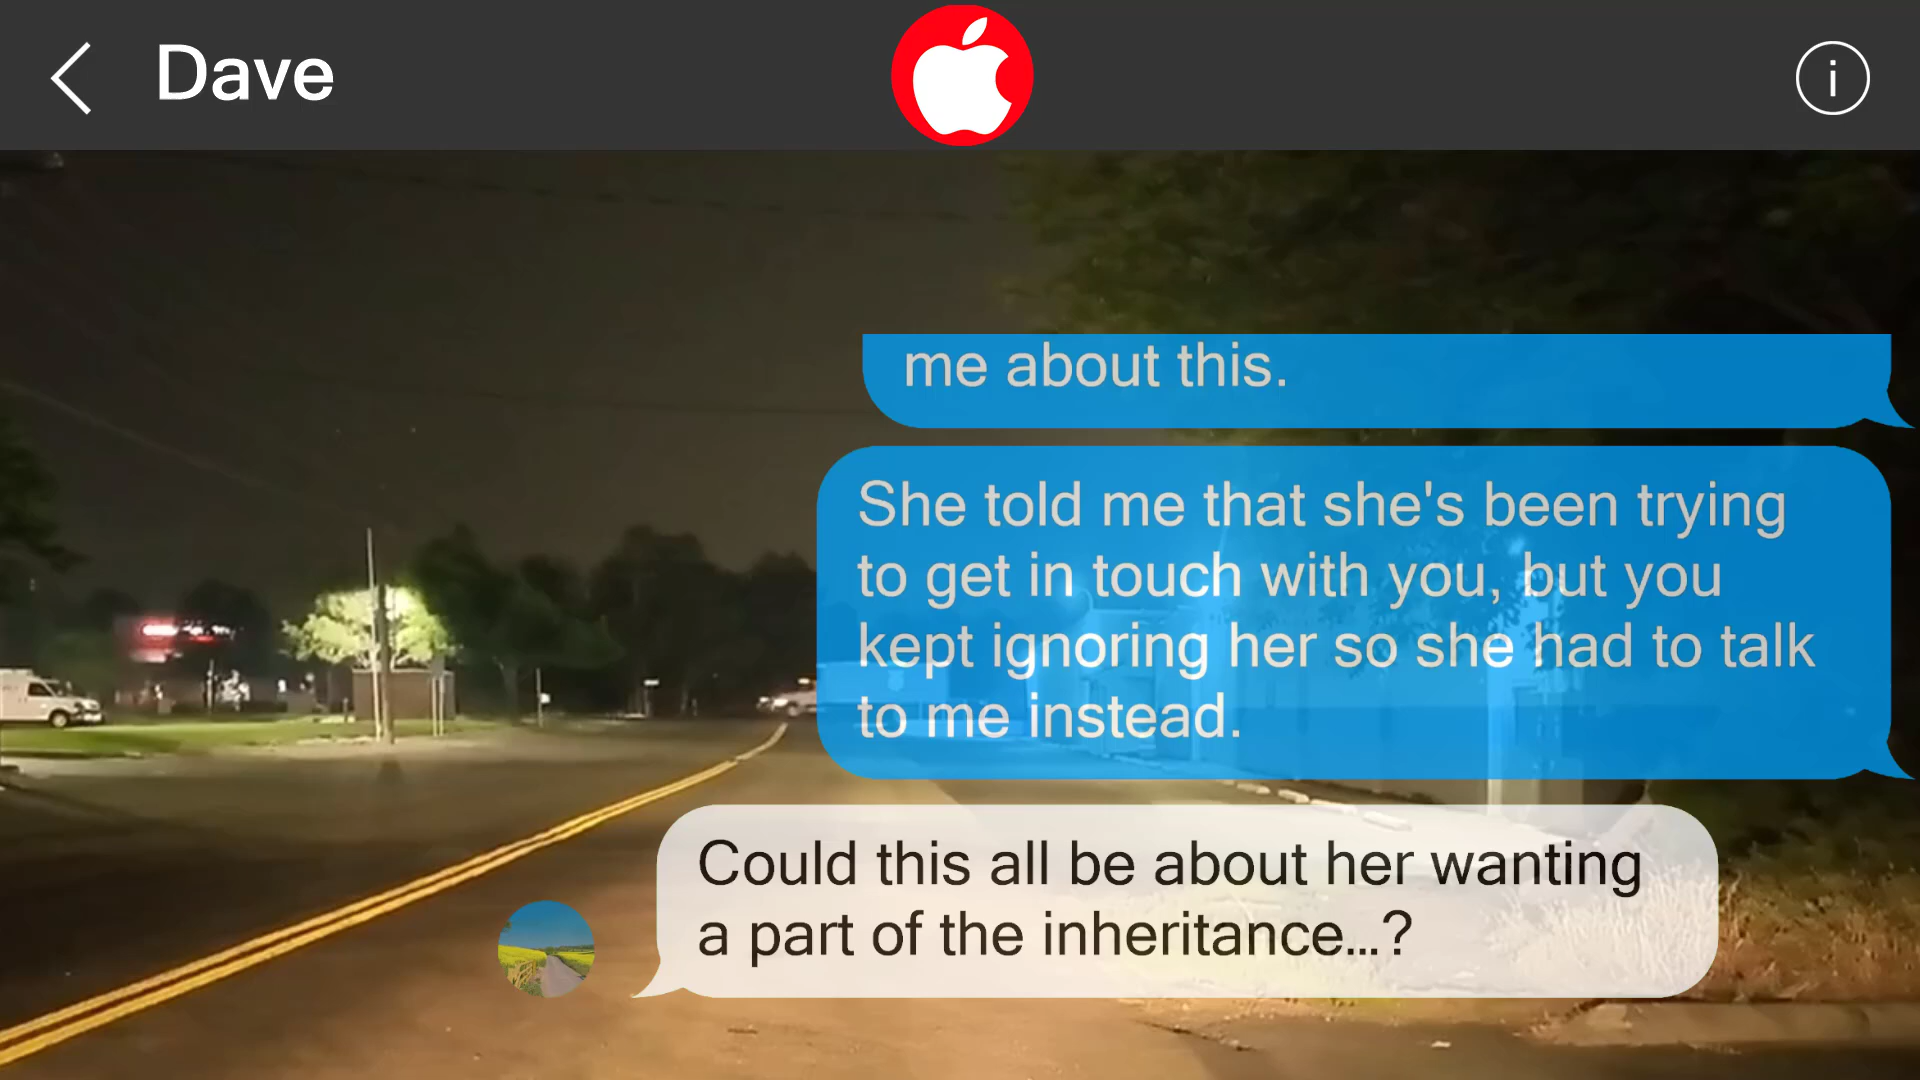 Dave
i
me about this.
She told me that she's been trying
to get in touch with you, but you
kept ignoring her so she had to talk
to me instead.
Could this all be about her wanting
a part of the inheritance...?